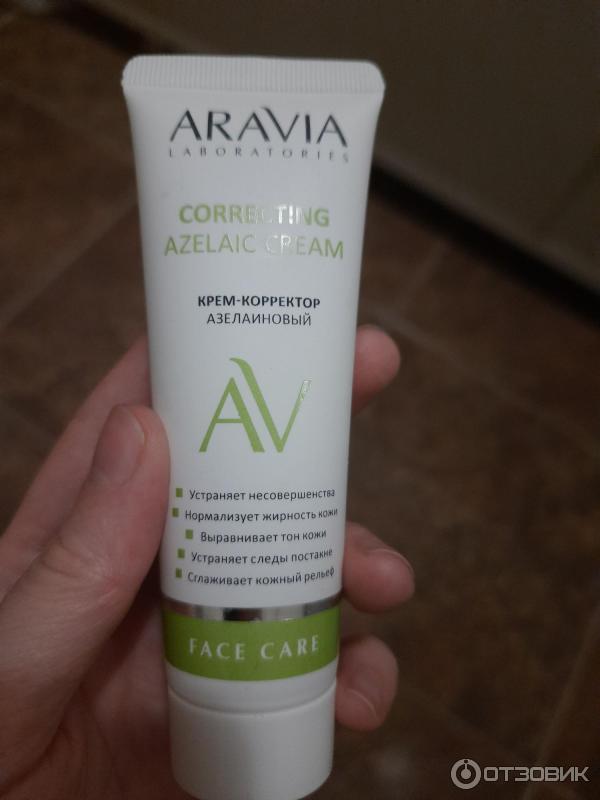 ARAVIA
LABORATORIES
CORRECTING
AZELAIC CREAM
КРЕМ-КОРРЕКТОР
АЗЕЛАИНОВЫЙ
AV
Устраняет несовершенства
Нормализует жирность кожи
Выравнивает тон кожи
Устраняет следы постакне
Сглаживает кожный рельеф
FACE CARE
ОТЗОВИК